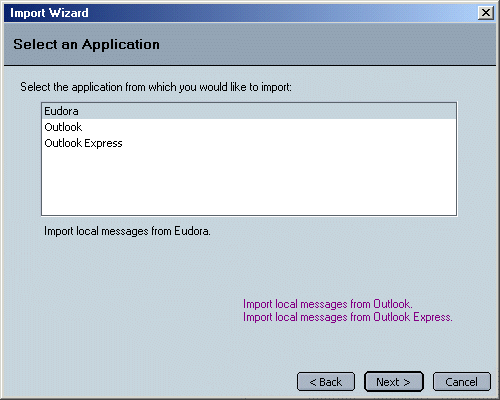 Import Wizard
Select an Application
Select the application from which you would like to import:
Eudora
Outlook
Outlook Express
Import local messages from Eudora.
Import local messages from Outlook.
Import local messages from Outlook Express.
< Back Next > Cancel